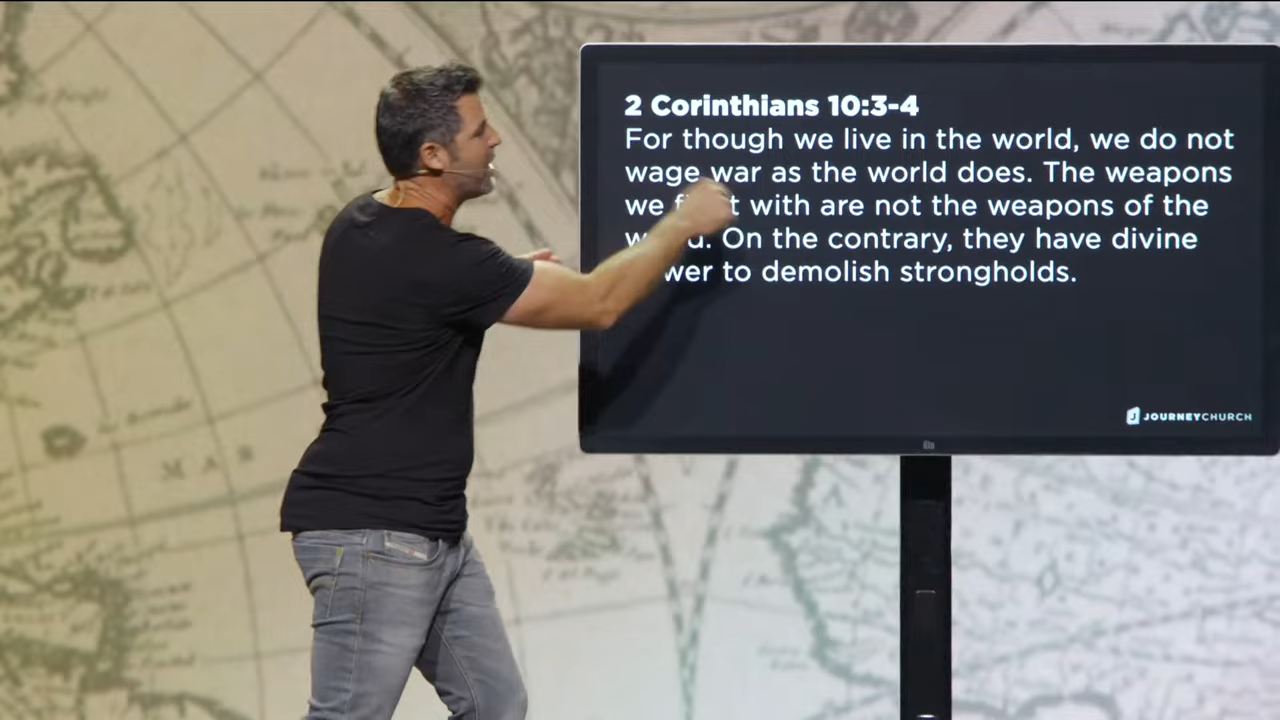 2 Corinthians 10:3-4
For though we live in the world, we do not
wage war as the world does. The weapons
we with are not the weapons of the
On the contrary, they have divine
to demolish strongholds.
JOURNEYCHURCH
MAR